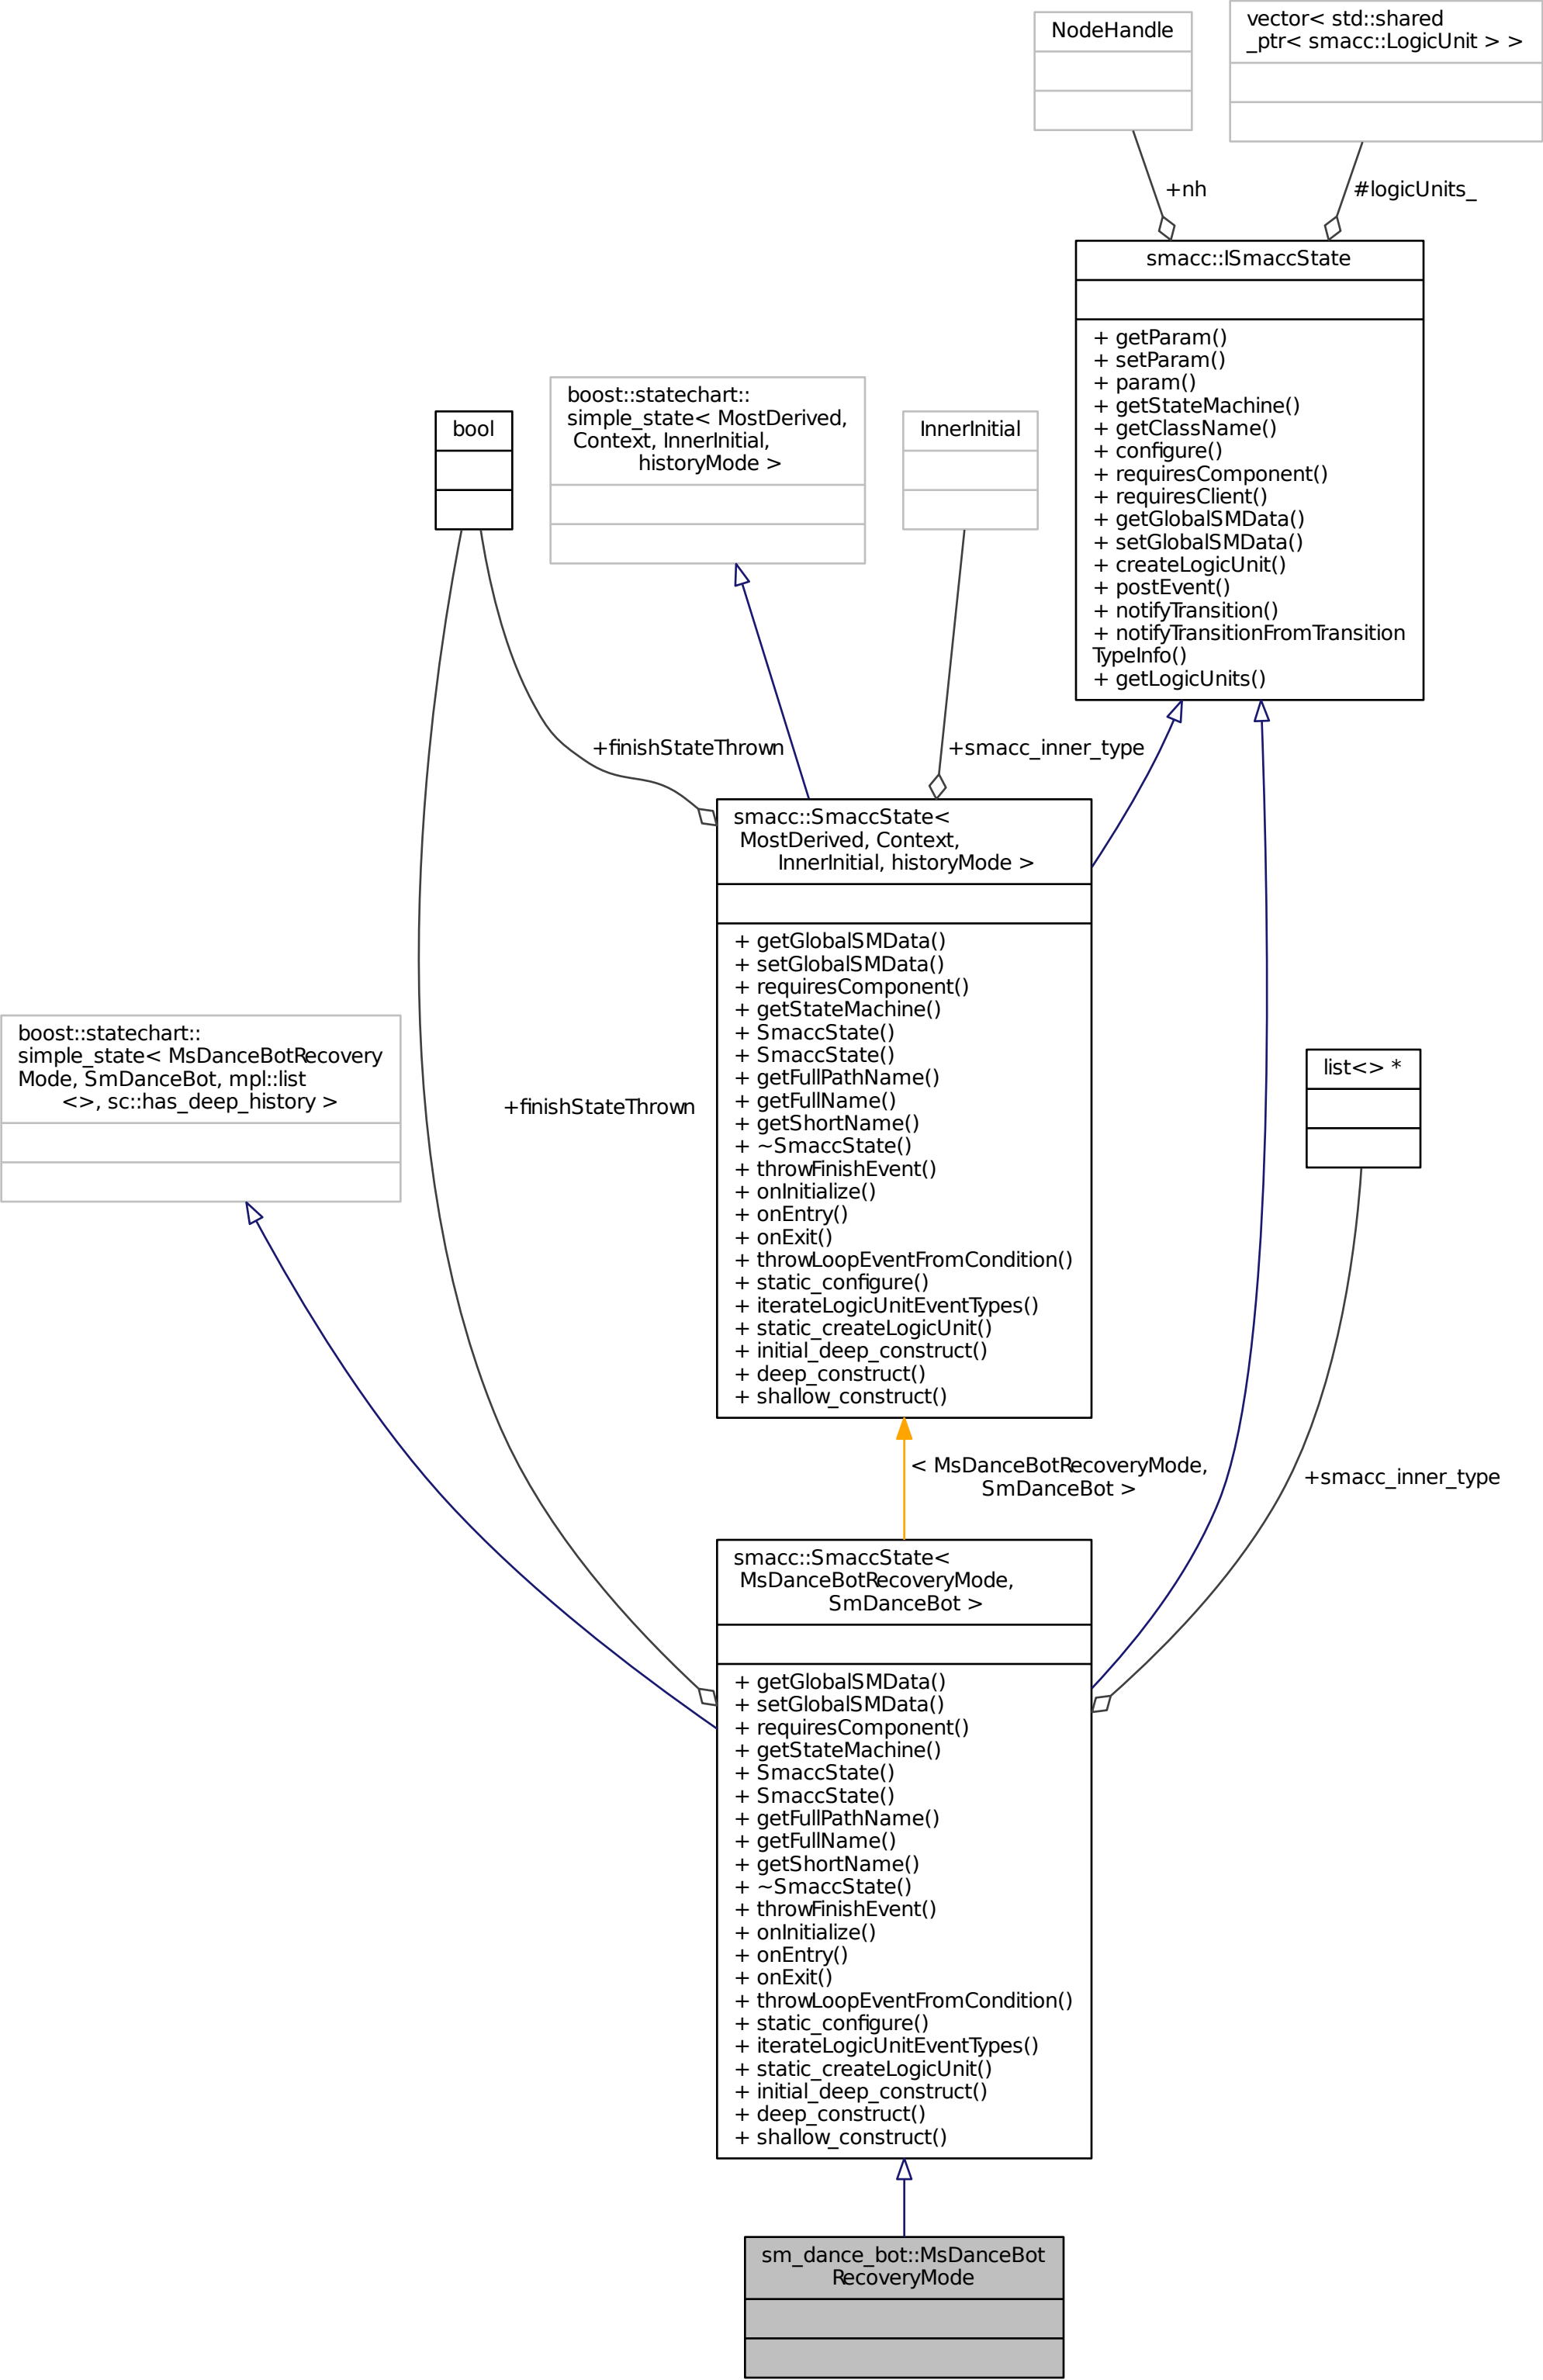 NodeHandle
vector< std::shared
_ptr< smacc::LogicUnit > >
+nh
#logicUnits_
smacc::ISmaccState
+ getParam()
+ setParam()
+ param()
+ getStateMachine()
+ getClassName()
+ configure()
+ requiresComponent()
+ requiresClient()
+ getGlobalSMData()
+ setGlobalSMData()
+ createLogicUnit()
+ postEvent()
+ notifyTransition()
+ notifyTransitionFromTransition
TypeInfo()
+ getLogicUnits()
bool
boost::statechart::
simple_state< MostDerived,
Context, InnerInitial,
historyMode >
InnerInitial
+finishStateThrown
+smacc_inner_type
smacc::SmaccState<
MostDerived, Context,
InnerInitial, historyMode >
+ getGlobalSMData()
+ setGlobalSMData()
+ requiresComponent()
+ getStateMachine()
+ SmaccState()
+ SmaccState()
+ getFullPathName()
+ getFullName()
+ getShortName()
+ ~SmaccState()
+ throwFinishEvent()
+ onInitialize()
+ onEntry()
+ onExit()
+ throwLoopEventFromCondition()
+ static_configure()
+ iterateLogicUnitEventTypes()
+ static_createLogicUnit()
+ initial_deep_construct()
+ deep_construct()
+ shallow_construct()
boost::statechart::
simple_state< MsDanceBotRecovery
Mode, SmDanceBot, mpl::list
<>, sc::has_deep_history >
+finishStateThrown
list<> *
< MsDanceBotRecoveryMode,
SmDanceBot >
+smacc_inner_type
smacc::SmaccState<
MsDanceBotRecoveryMode,
SmDanceBot >
+ getGlobalSMData()
+ setGlobalSMData()
+ requiresComponent()
+ getStateMachine()
+ SmaccState()
+ SmaccState()
+ getFullPathName()
+ getFullName()
+ getShortName()
+ ~SmaccState()
+ throwFinishEvent()
+ onInitialize()
+ onEntry()
+ onExit()
+ throwLoopEventFromCondition()
+ static_configure()
+ iterateLogicUnitEventTypes()
+ static_createLogicUnit()
+ initial_deep_construct()
+ deep_construct()
+ shallow_construct()
sm_dance_bot::MsDanceBot
RecoveryMode